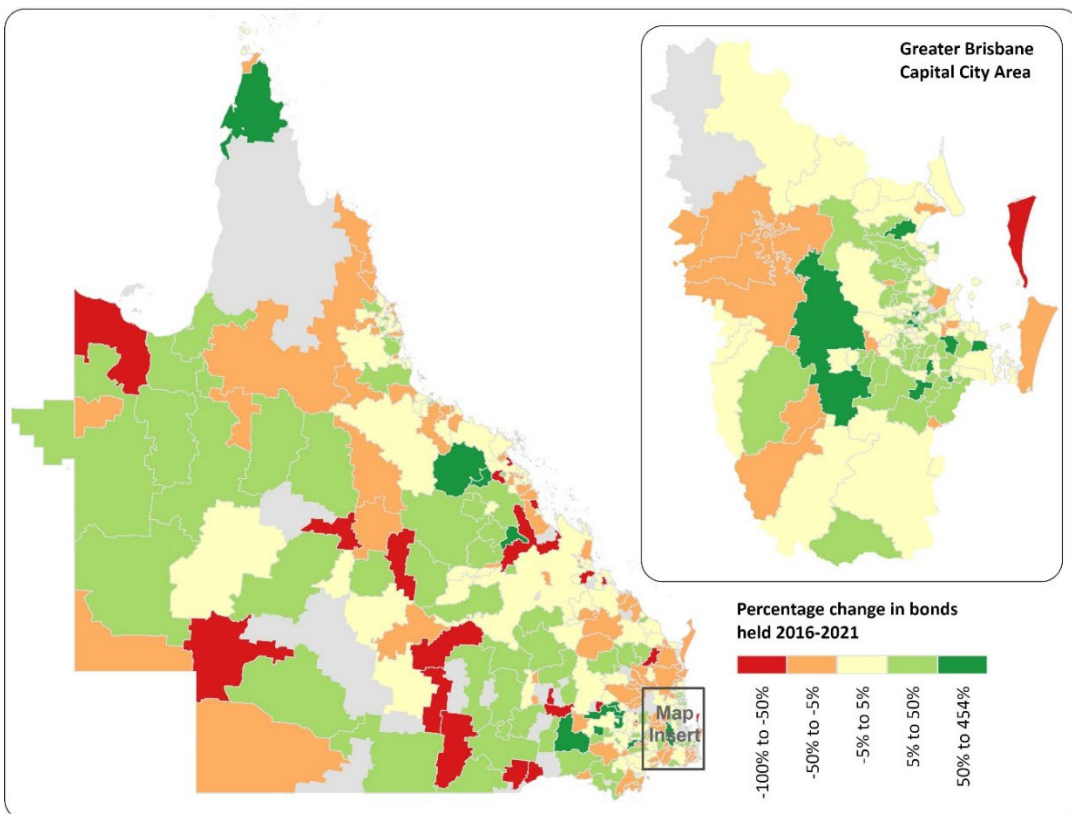 Greater Brisbane
Capital City Area
Map
Insert
Percentage change in bonds
held 2016-2021
-100% to -50%
-50% to -5%
-5% to 5%
5% to 50%
50% to 454%